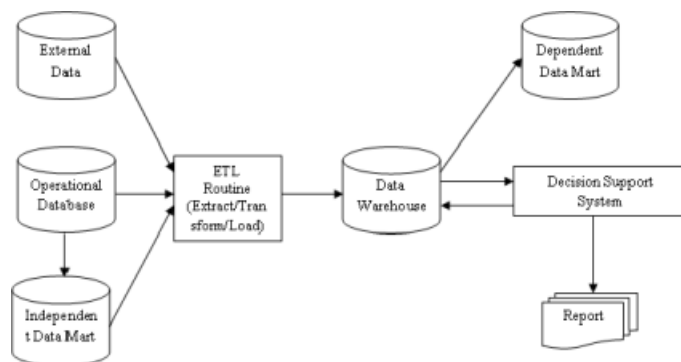 External
Data
Dependent
Data Mart
Operational
Database
ETL
Routine
(Extract/Tran
sform/Load)
Data
Warehouse
Decision Support
System
Independen
t Data Mart
Report